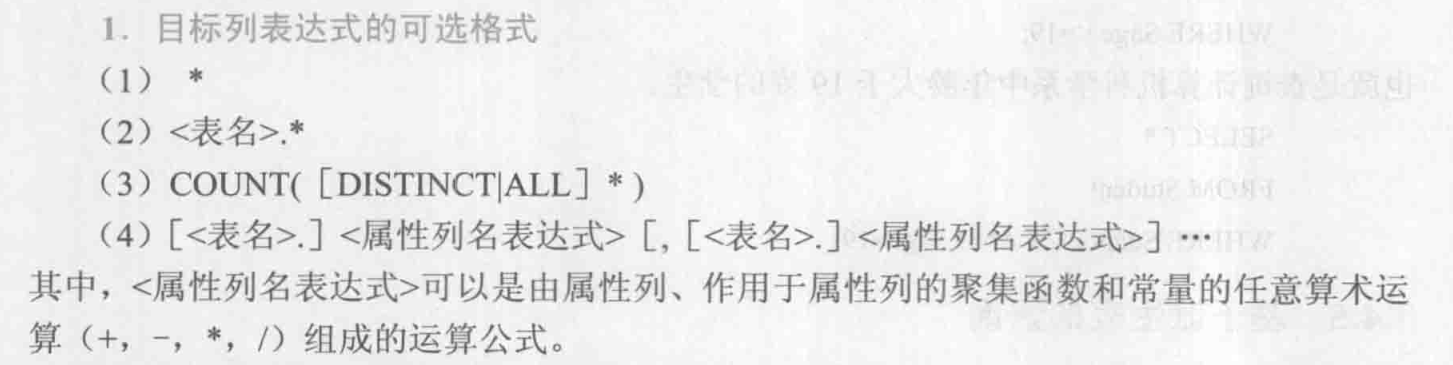 1. 目标列表达式的可选格式
（1） *
（2）<表名>.*
（3）COUNT(［DISTINCT|ALL］* )
（4）［<表名>.］<属性列名表达式>［, ［<表名>.］<属性列名表达式>］…
其中，<属性列名表达式>可以是由属性列、作用于属性列的聚集函数和常量的任意算术运
算（+，-，*，/）组成的运算公式。